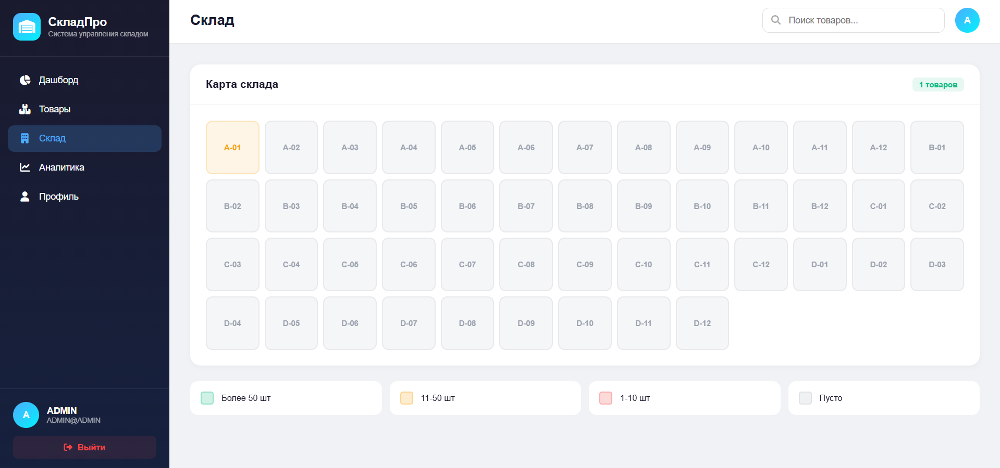 СкладПро
Система управления складом
Дашборд
Товары
Склад
Аналитика
Профиль
A
ADMIN
ADMIN@ADMIN
Выйти
Склад
Поиск товаров...
A
Карта склада
1 товаров
A-01 A-02 A-03 A-04 A-05 A-06 A-07 A-08 A-09 A-10 A-11 A-12 B-01
B-02 B-03 B-04 B-05 B-06 B-07 B-08 B-09 B-10 B-11 B-12 C-01 C-02
C-03 C-04 C-05 C-06 C-07 C-08 C-09 C-10 C-11 C-12 D-01 D-02 D-03
D-04 D-05 D-06 D-07 D-08 D-09 D-10 D-11 D-12
Более 50 шт
11-50 шт
1-10 шт
Пусто